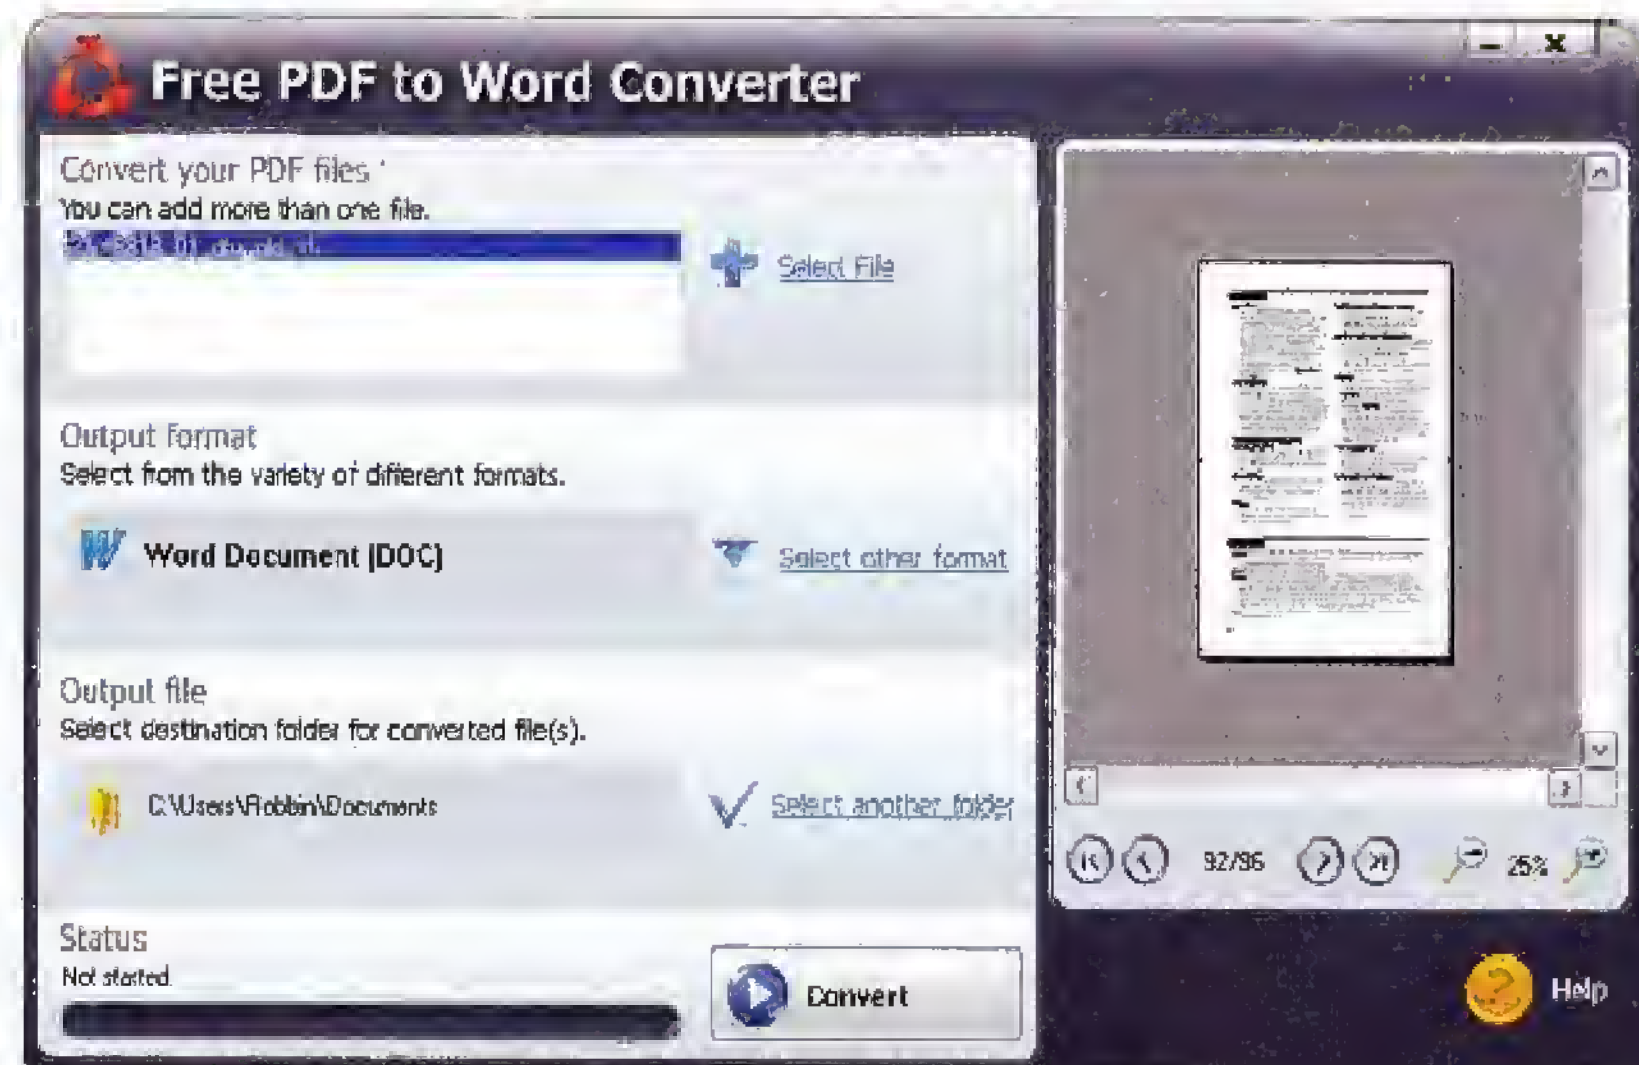 Free PDF to Word Converter
Convert your PDF files
You can add more than one file.
Select File
Output format
Select from the variety of different formats.
Word Document (DOC)
Select other format
Output file
Select destination folder for converted file(s).
C:\Users\Robbin\Documents
Select another folder
92/96
25%
Status
Not started.
Convert
Help